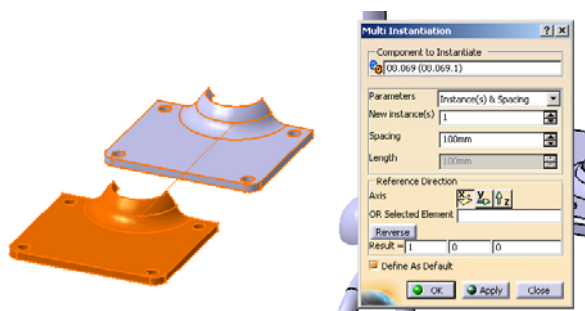 Multi Instantiation
Component to Instantiate
08.069 (08.069.1)
Parameters Instance(s) & Spacing
New instance(s) 1
Spacing 100mm
Length 100mm
Reference Direction
Axis X y z
OR Selected Element
Reverse
Result = 1 0 0
Define As Default
OK Apply Close